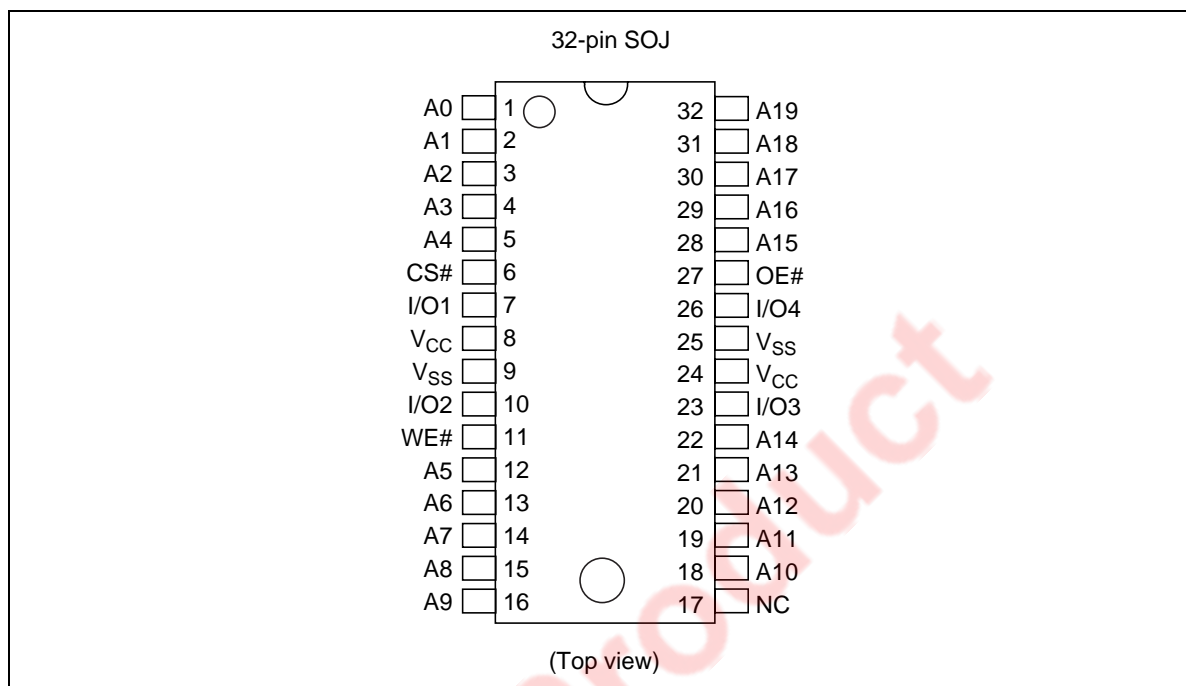 32-pin SOJ
A0 1 32 A19
A1 2 31 A18
A2 3 30 A17
A3 4 29 A16
A4 5 28 A15
CS# 6 27 OE#
I/O1 7 26 I/O4
VCC 8 25 VSS
VSS 9 24 VCC
I/O2 10 23 I/O3
WE# 11 22 A14
A5 12 21 A13
A6 13 20 A12
A7 14 19 A11
A8 15 18 A10
A9 16 17 NC
(Top view)
roduct